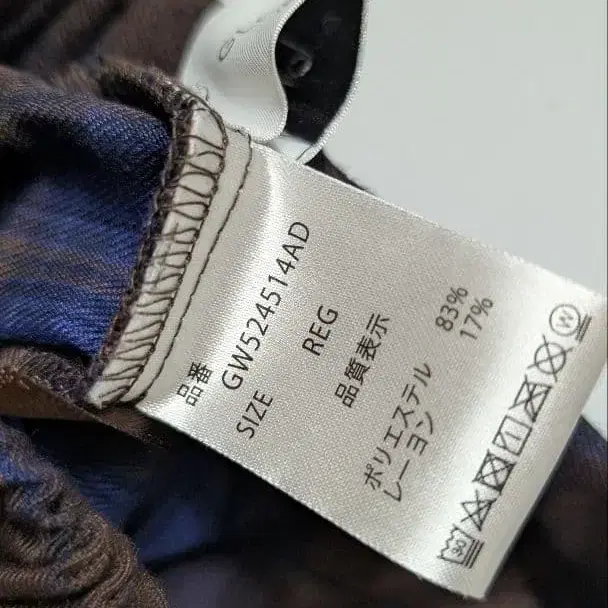 品番
GW524514AD
SIZE REG
品質表示
ポリエステル 83%
レーヨン 17%
30
W